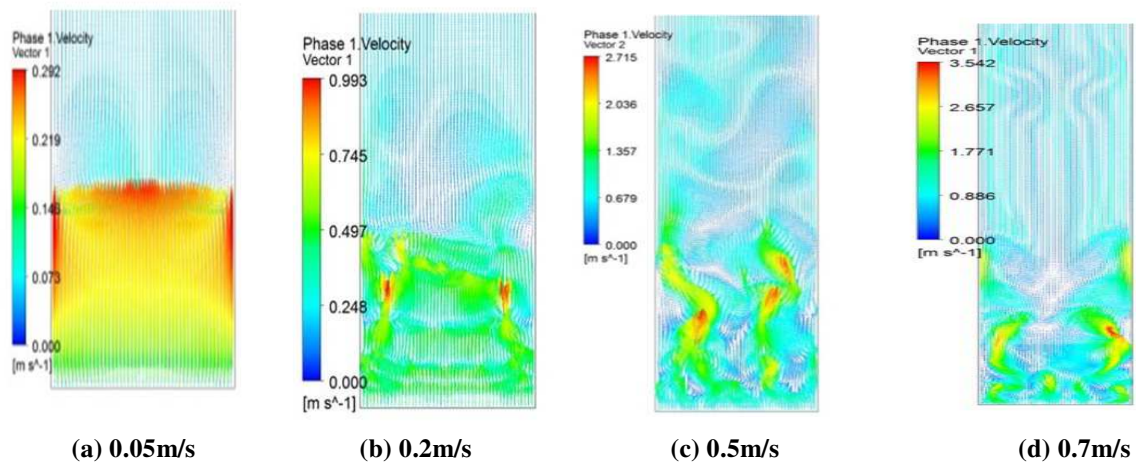 Phase 1.Velocity
Vector 1
0.292
0.219
0.146
0.073
0.000
[m s^-1]
(a) 0.05m/s
Phase 1.Velocity
Vector 1
0.993
0.745
0.497
0.248
0.000
[m s^-1]
(b) 0.2m/s
Phase 1.Velocity
Vector 2
2.715
2.036
1.357
0.679
0.000
[m s^-1]
(c) 0.5m/s
Phase 1.Velocity
Vector 1
3.542
2.657
1.771
0.886
0.000
[m s^-1]
(d) 0.7m/s